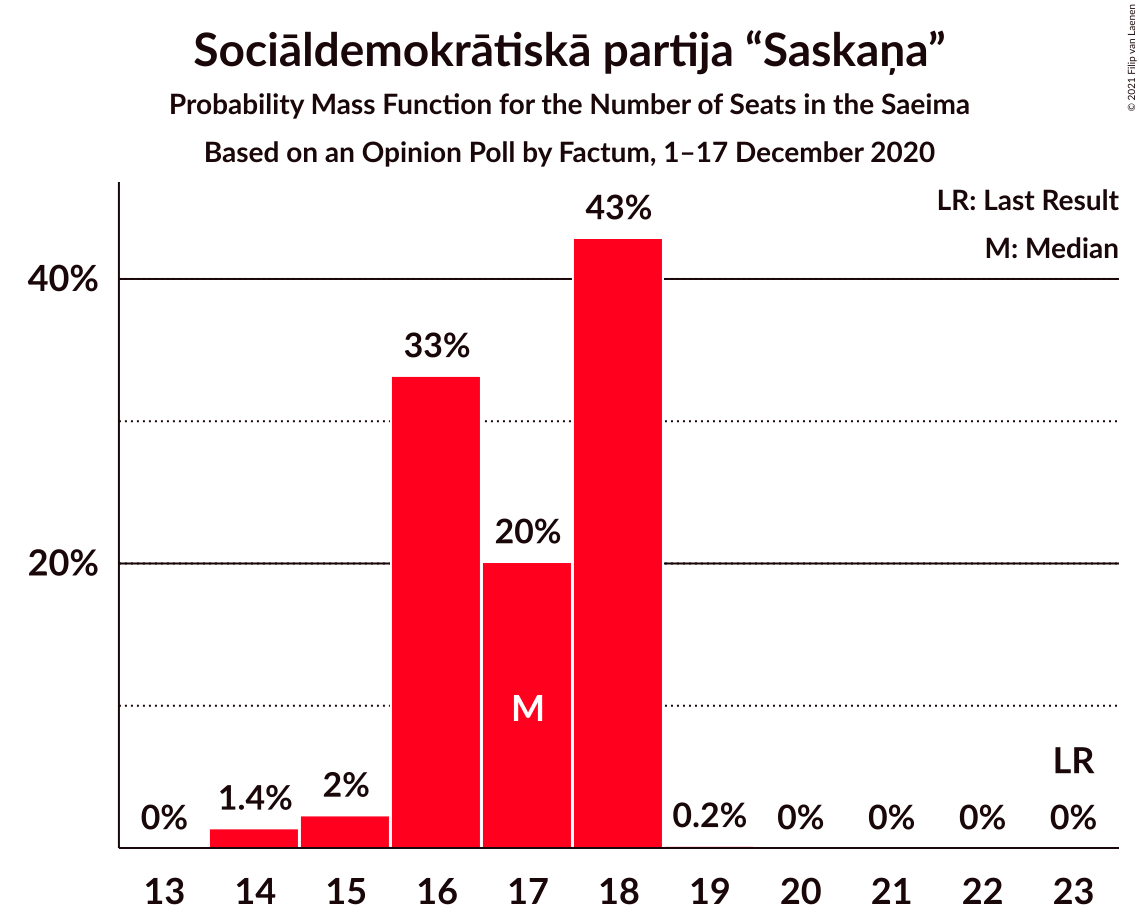 Sociāldemokrātiskā partija “Saskaņa”
Probability Mass Function for the Number of Seats in the Saeima
Based on an Opinion Poll by Factum, 1–17 December 2020
© 2021 Filip van Laenen
LR: Last Result
M: Median
43%
40%
33%
20%
20%
M
LR
0%
1.4%
2%
0.2%
0%
0%
0%
0%
13 14 15 16 17 18 19 20 21 22 23